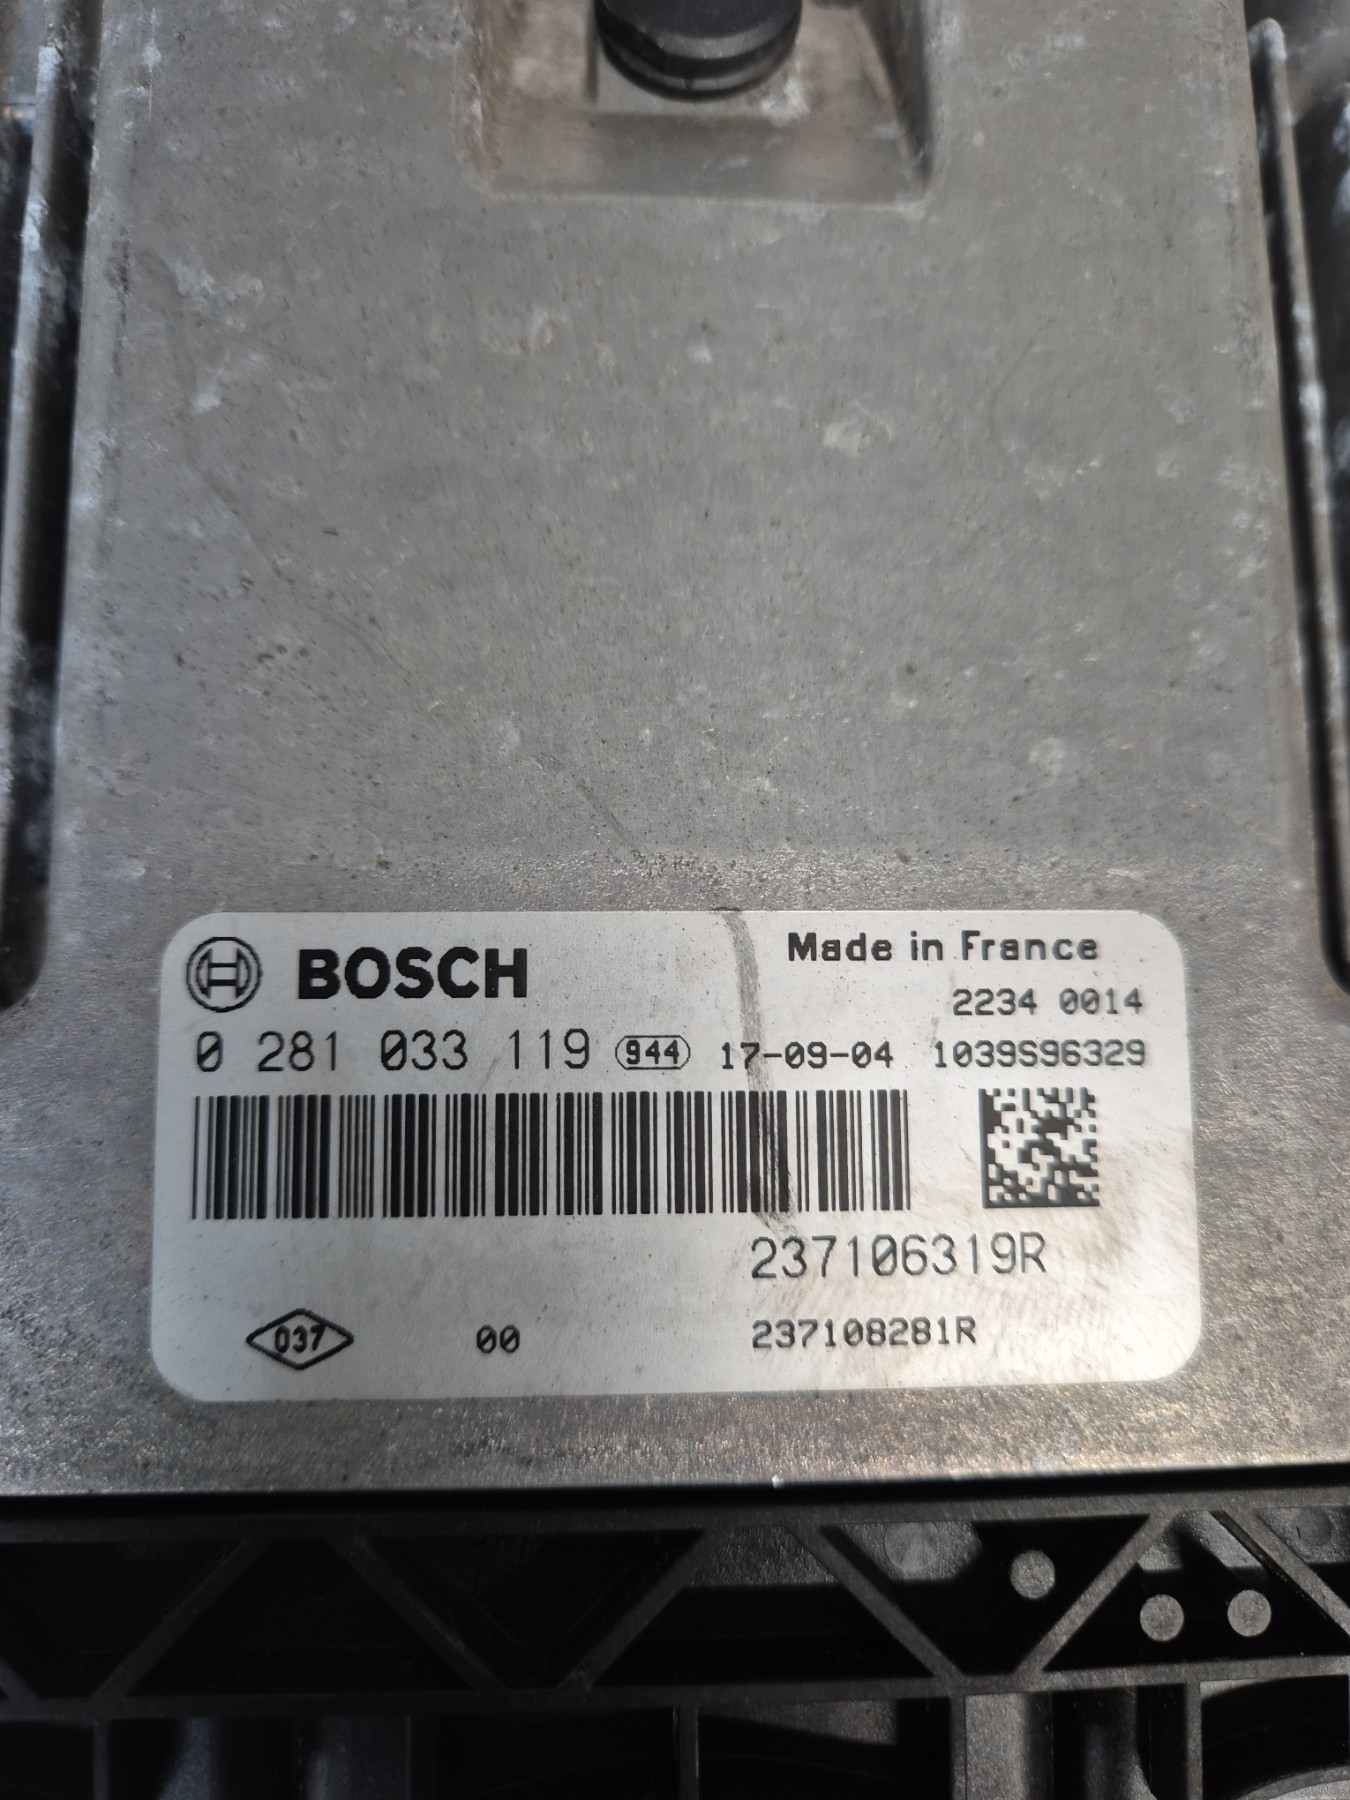 BOSCH
Made in France
2234 0014
0 281 033 119 944 17-09-04 1039S96329
237106319R
037 00 237108281R